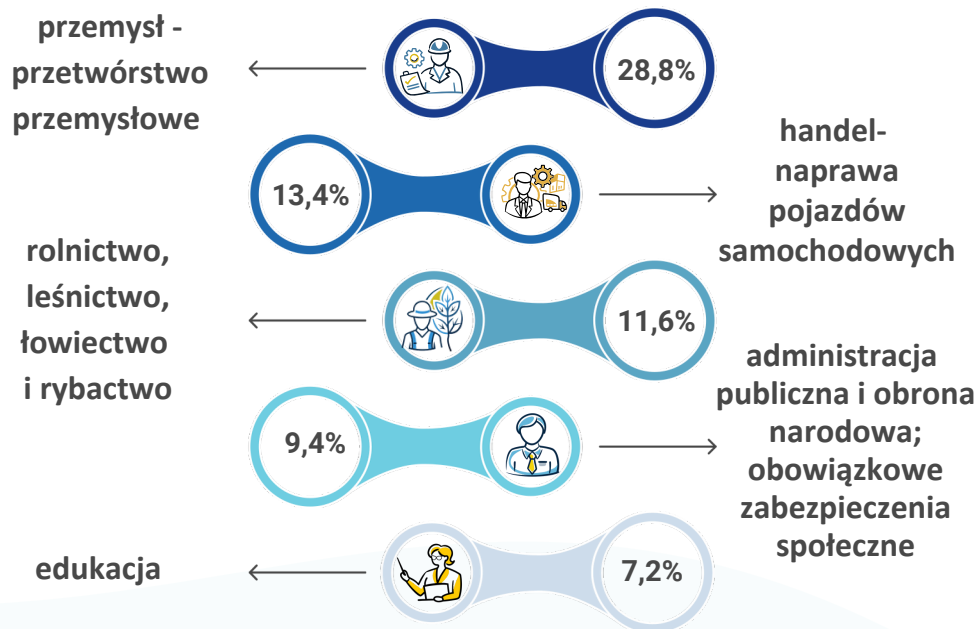 przemysł -
przetwórstwo
przemysłowe
28,8%
13,4%
handel-
naprawa
pojazdów
samochodowych
rolnictwo,
leśnictwo,
łowiectwo
i rybactwo
11,6%
9,4%
administracja
publiczna i obrona
narodowa;
obowiązkowe
zabezpieczenia
społeczne
edukacja
7,2%